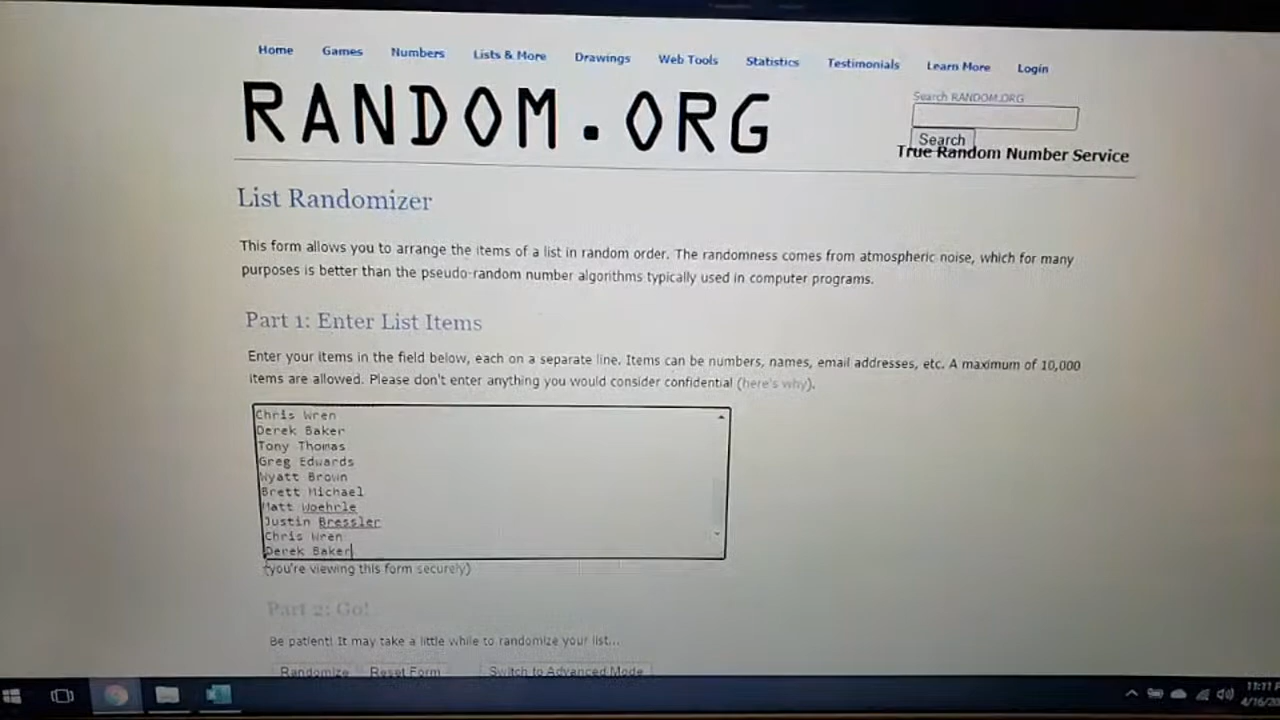 Home Games Numbers Lists & More Drawings Web Tools Statistics Testimonials Learn More Login
RANDOM.ORG
Search RANDOM.ORG
Search
True Random Number Service
List Randomizer
This form allows you to arrange the items of a list in random order. The randomness comes from atmospheric noise, which for many
purposes is better than the pseudo-random number algorithms typically used in computer programs.
Part 1: Enter List Items
Enter your items in the field below, each on a separate line. Items can be numbers, names, email addresses, etc. A maximum of 10,000
items are allowed. Please don't enter anything you would consider confidential (here's why).
Chris Wren
Derek Baker
Tony Thomas
Greg Edwards
Wyatt Brown
Brett Michael
Matt Woehrle
Justin Bressler
Chris Wren
Derek Baker
(you're viewing this form securely)
Part 2: Go!
Be patient! It may take a little while to randomize your list...
Randomize Reset Form Switch to Advanced Mode
11:11
4/16/20